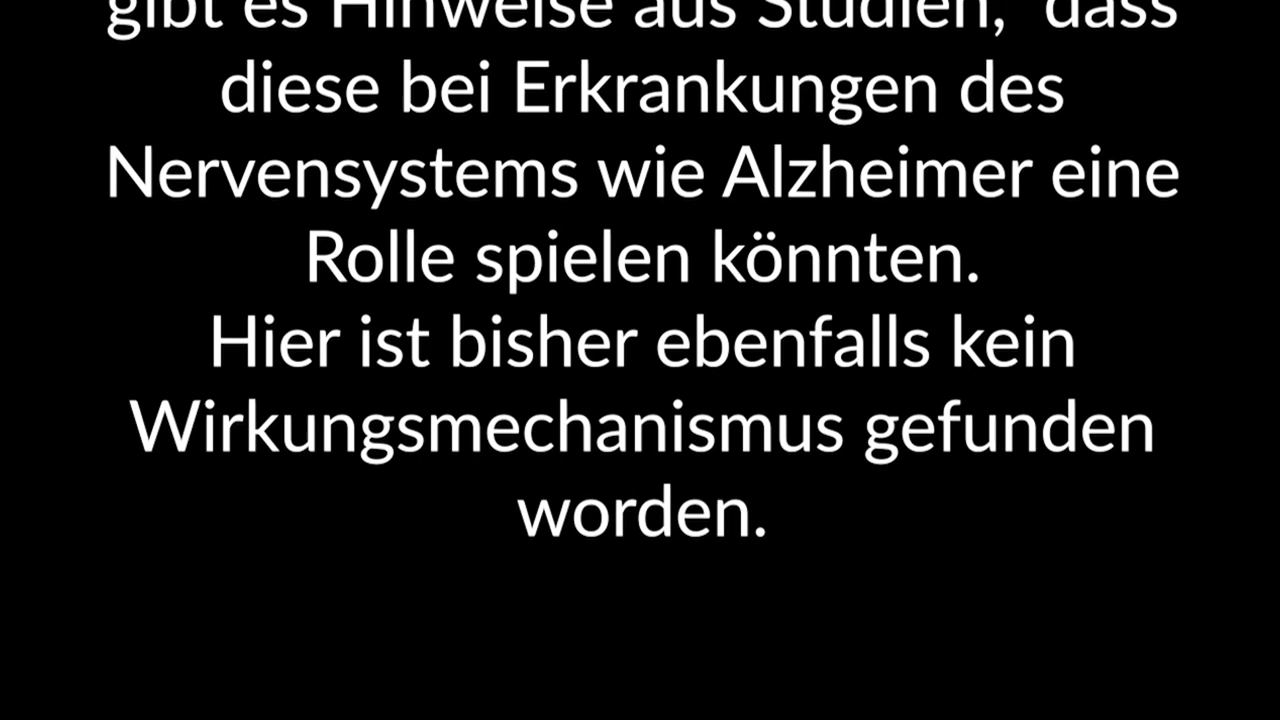 gibt es Hinweise aus Studien,  dass
diese bei Erkrankungen des
Nervensystems wie Alzheimer eine
Rolle spielen könnten.
Hier ist bisher ebenfalls kein
Wirkungsmechanismus gefunden
worden.